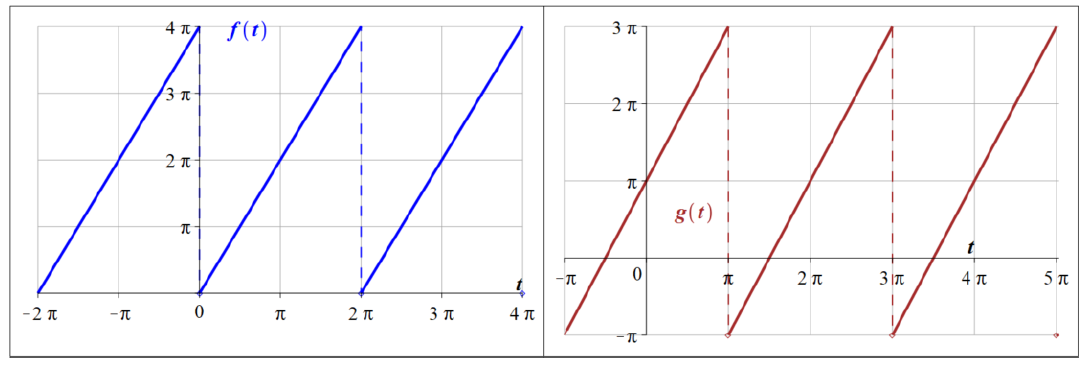 4 π
f(t)
3 π
2 π
π
t
-2 π -π 0 π 2 π 3 π 4 π
3 π
2 π
π
g(t)
t
-π 0 π 2 π 3 π 4 π 5 π
-π